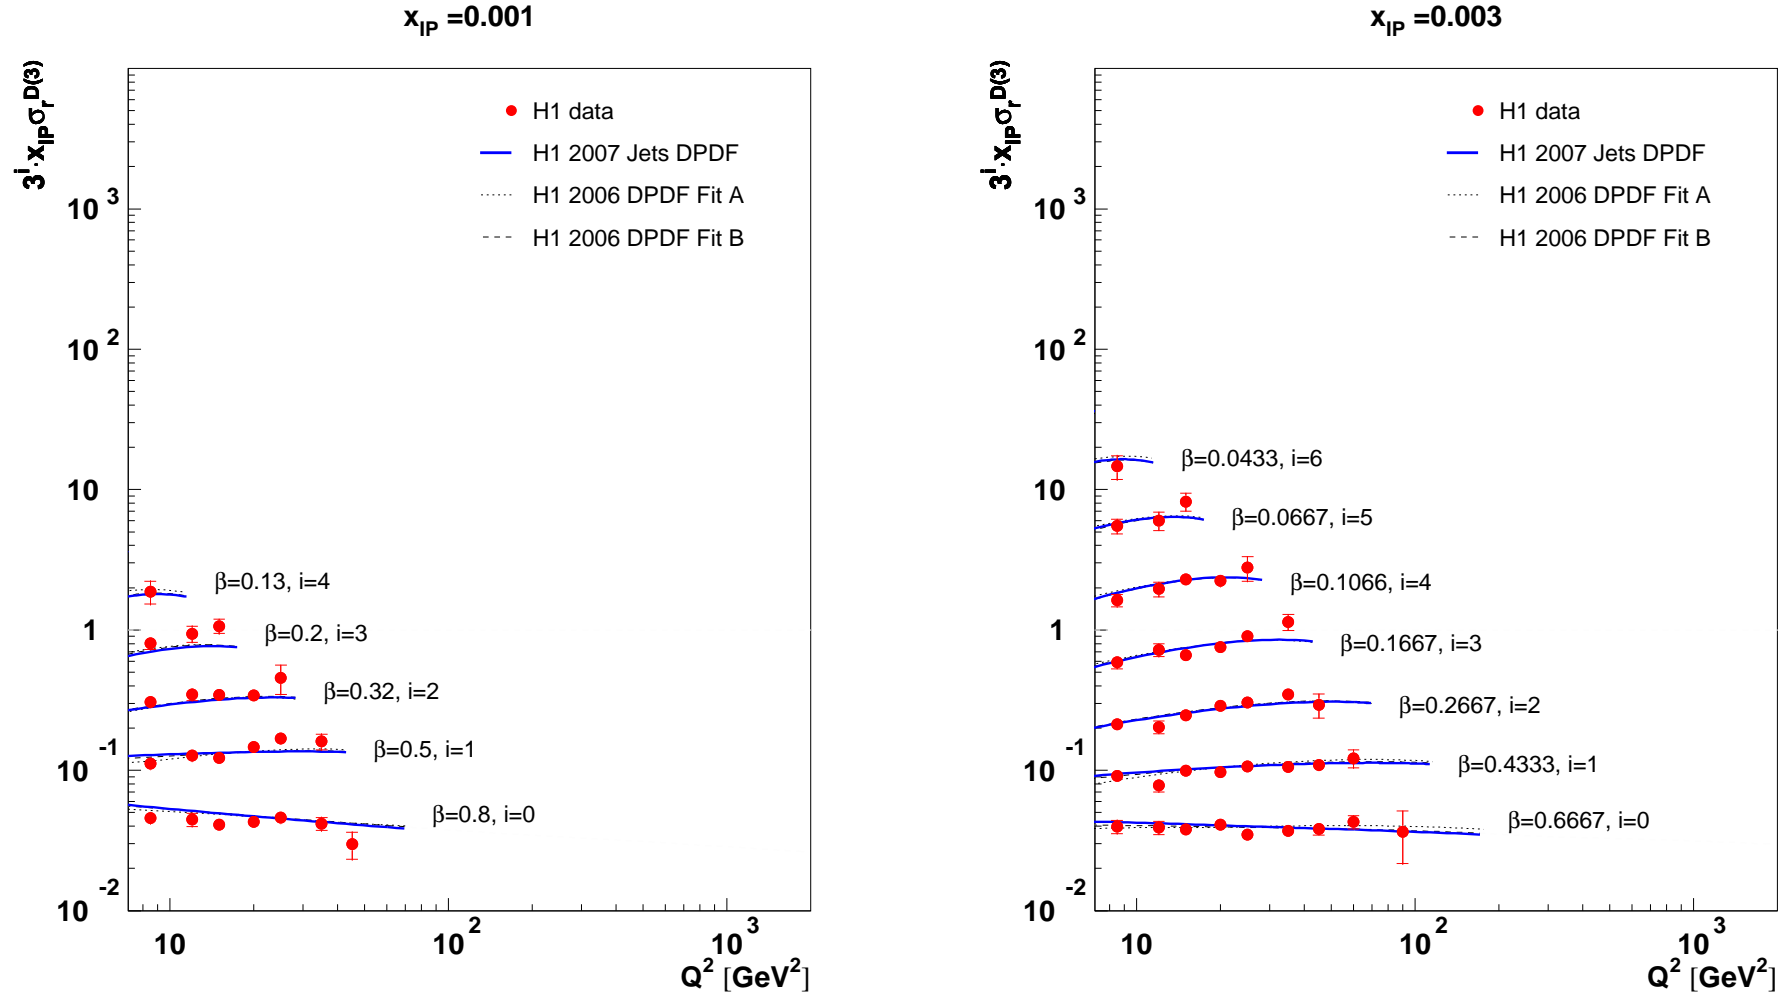 x_IP =0.001
3^i·x_IP σ_r^D(3)
H1 data
H1 2007 Jets DPDF
H1 2006 DPDF Fit A
H1 2006 DPDF Fit B
10^3
10^2
10
1
10^-1
10^-2
β=0.13, i=4
β=0.2, i=3
β=0.32, i=2
β=0.5, i=1
β=0.8, i=0
10
10^2
10^3
Q^2 [GeV^2]
x_IP =0.003
3^i·x_IP σ_r^D(3)
H1 data
H1 2007 Jets DPDF
H1 2006 DPDF Fit A
H1 2006 DPDF Fit B
10^3
10^2
10
1
10^-1
10^-2
β=0.0433, i=6
β=0.0667, i=5
β=0.1066, i=4
β=0.1667, i=3
β=0.2667, i=2
β=0.4333, i=1
β=0.6667, i=0
10
10^2
10^3
Q^2 [GeV^2]